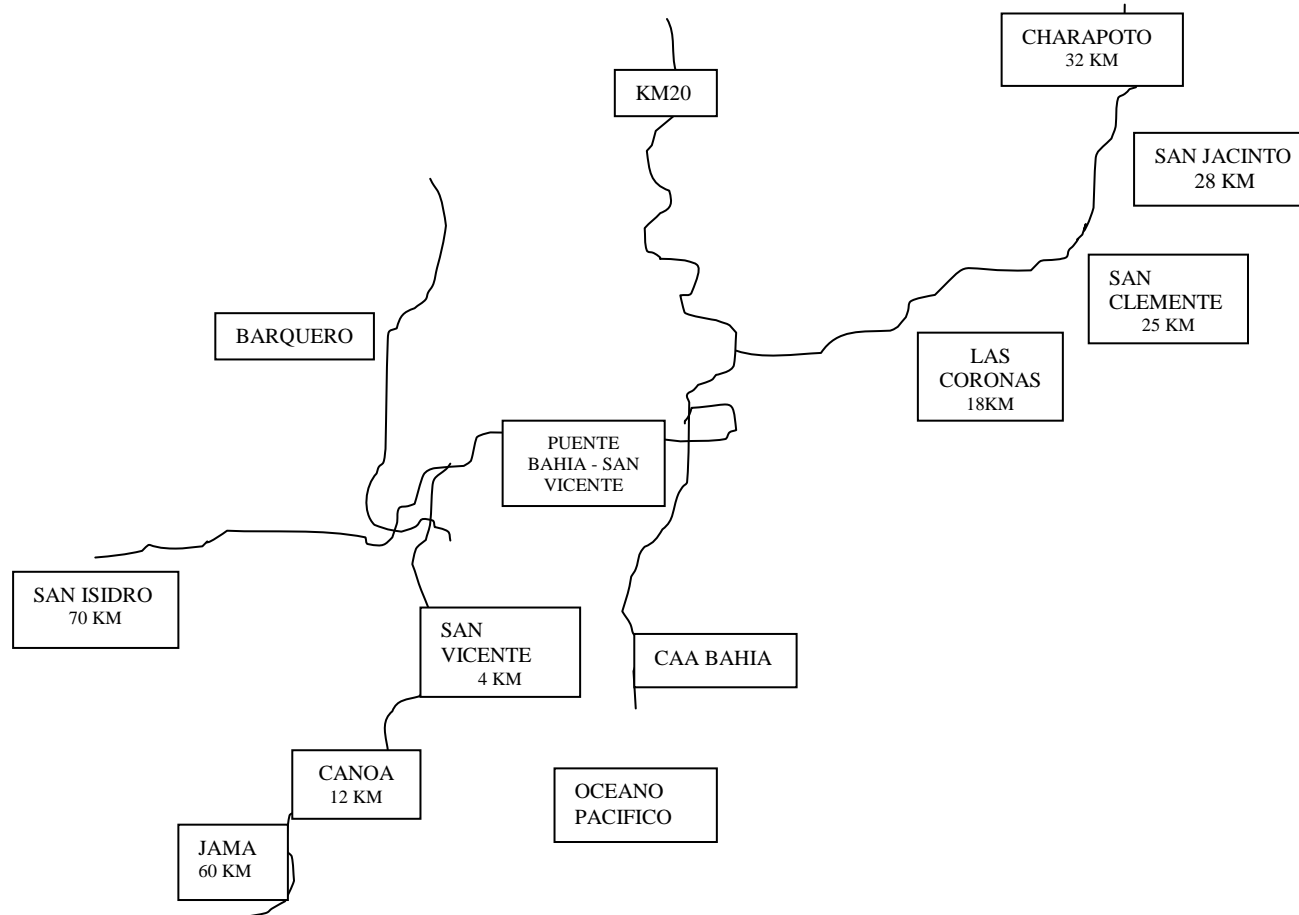 CHARAPOTO
32 KM
KM20
SAN JACINTO
28 KM
SAN
CLEMENTE
25 KM
BARQUERO
LAS
CORONAS
18KM
PUENTE
BAHIA - SAN
VICENTE
SAN ISIDRO
70 KM
SAN
VICENTE
4 KM
CAA BAHIA
CANOA
12 KM
OCEANO
PACIFICO
JAMA
60 KM